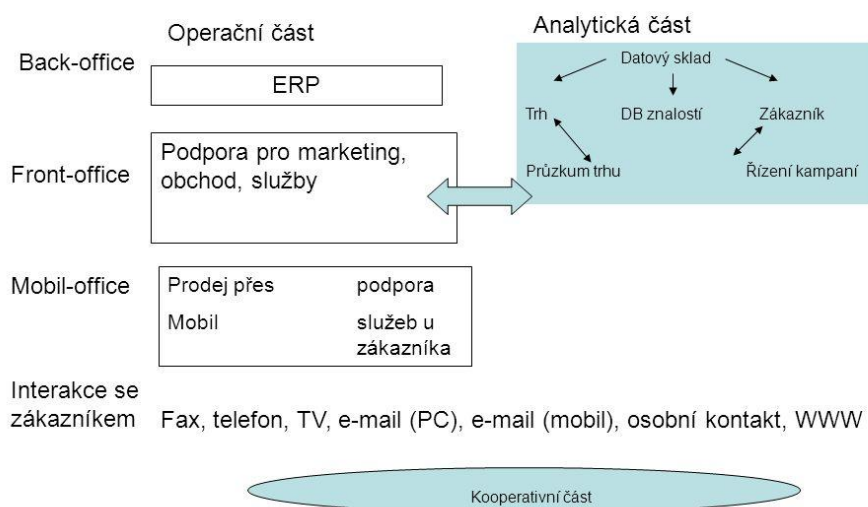 Operační část
Analytická část
Back-office
ERP
Datový sklad
Trh
DB znalostí
Zákazník
Front-office
Podpora pro marketing,
obchod, služby
Průzkum trhu
Řízení kampaní
Mobil-office
Prodej přes
podpora
Mobil
služeb u
zákazníka
Interakce se
zákazníkem
Fax, telefon, TV, e-mail (PC), e-mail (mobil), osobní kontakt, WWW
Kooperativní část